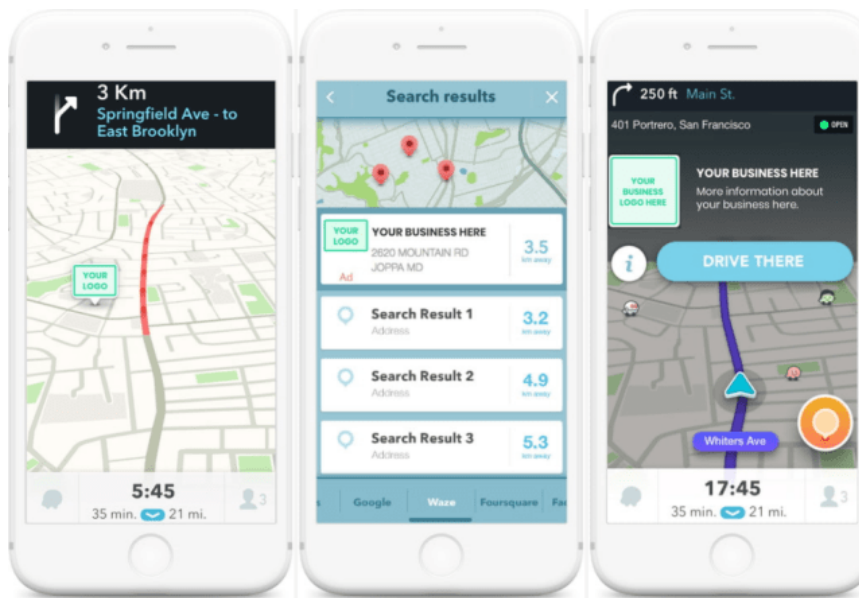 3 Km
Springfield Ave - to
East Brooklyn
YOUR
LOGO
5:45
35 min. 21 mi.
3
Search results
YOUR
LOGO
Ad
YOUR BUSINESS HERE
2620 MOUNTAIN RD
JOPPA MD
3.5
km away
Search Result 1
Address
3.2
km away
Search Result 2
Address
4.9
km away
Search Result 3
Address
5.3
km away
s Google Waze Foursquare Fac
250 ft Main St.
401 Portrero, San Francisco
OPEN
YOUR
BUSINESS
LOGO HERE
YOUR BUSINESS HERE
More information about
your business here.
i
DRIVE THERE
Whiters Ave
17:45
35 min. 21 mi.
3